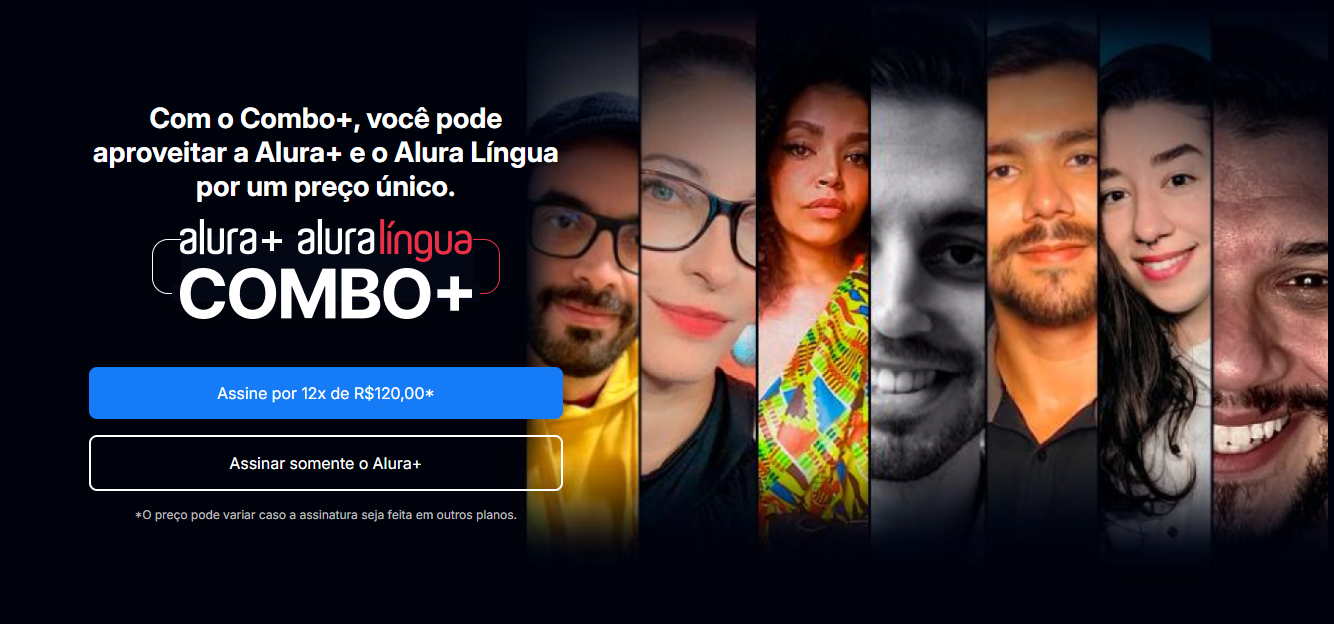 Com o Combo+, você pode
aproveitar a Alura+ e o Alura Língua
por um preço único.
alura+ aluralíngua
COMBO+
Assine por 12x de R$120,00*
Assinar somente o Alura+
*O preço pode variar caso a assinatura seja feita em outros planos.